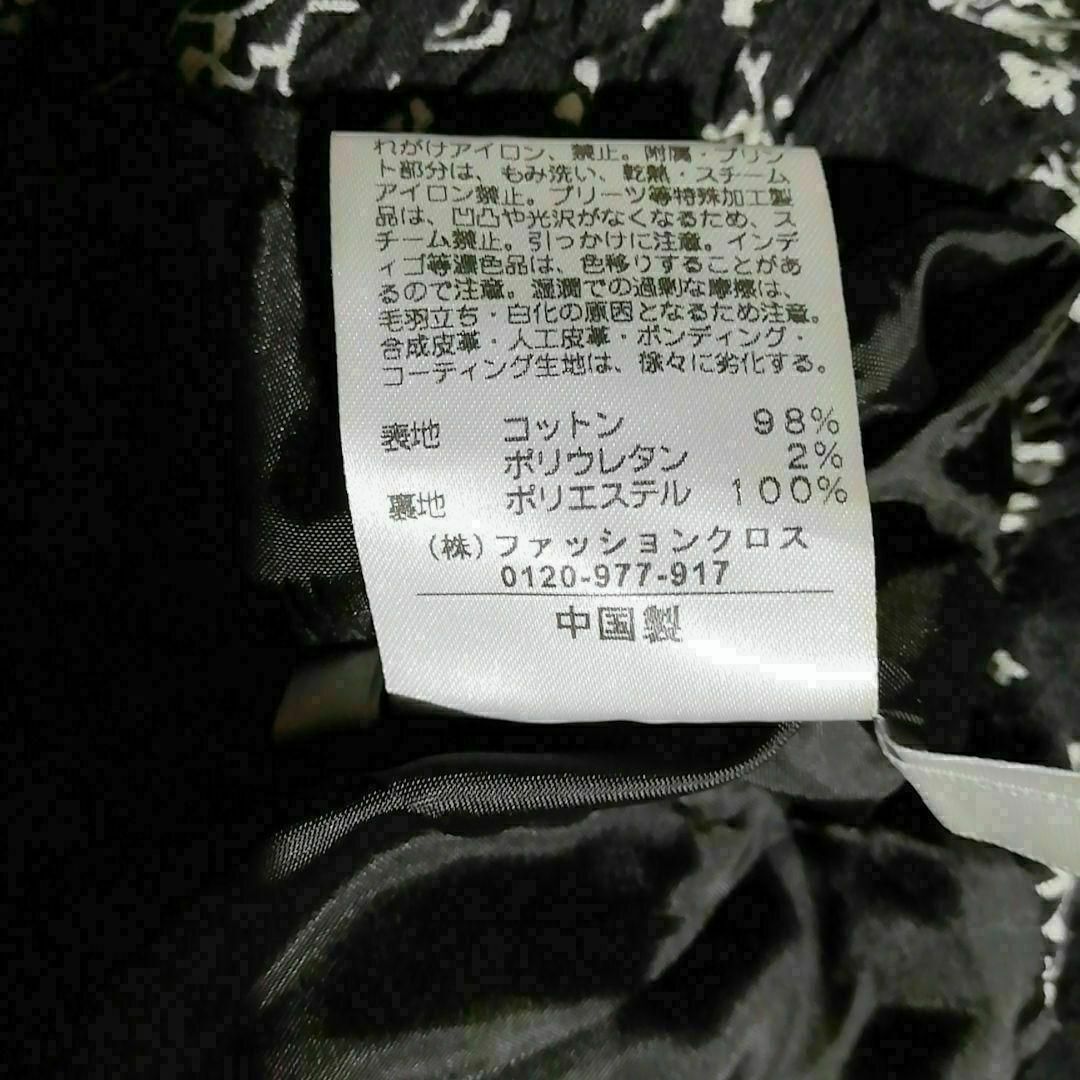 れがけアイロン、禁止。附属・プリン
ト部分は、もみ洗い、乾熱・スチーム
アイロン禁止。プリーツ等特殊加工製
品は、凹凸や光沢がなくなるため、ス
チーム禁止。引っかけに注意。インデ
ィゴ等濃色品は、色移りすることがあ
るので注意。湿潤での過剰な摩擦は、
毛羽立ち・白化の原因となるため注意。
合成皮革・人工皮革・ボンディング・
コーティング生地は、徐々に劣化する。
表地 コットン 98%
ポリウレタン 2%
裏地 ポリエステル 100%
(株)ファッションクロス
0120-977-917
中国製